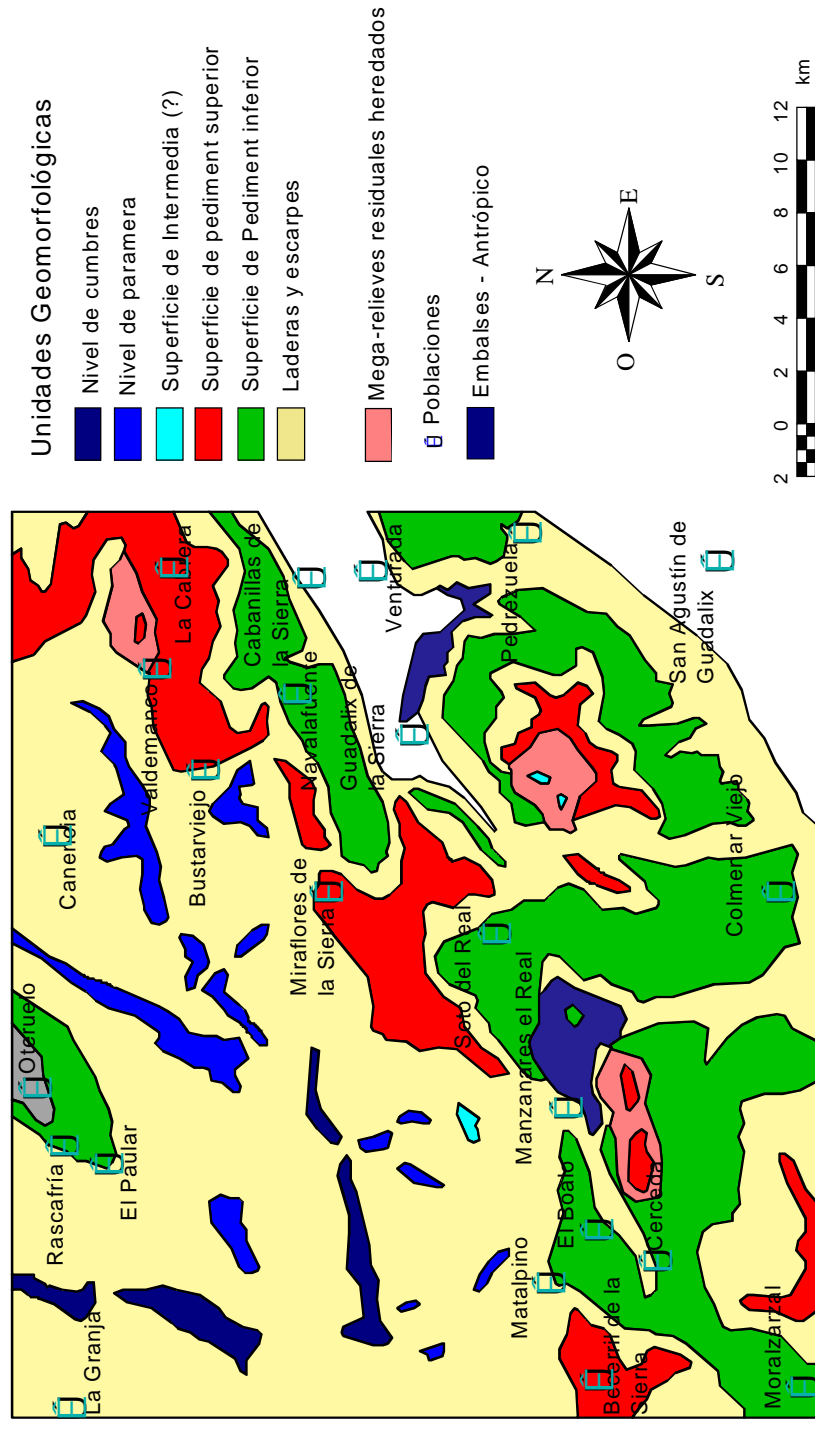 Unidades Geomorfológicas
Nivel de cumbres
Nivel de paramera
Superficie de Intermedia (?)
Superficie de pediment superior
Superficie de Pediment inferior
Laderas y escarpes
Mega-relieves residuales heredados
Poblaciones
Embalses - Antrópico
N
O
E
S
2 0 2 4 6 8 10 12
km
La Granja
Rascafría
El Paular
Oteruelo
Canencia
Valdemanco
La Cabrera
Bustarviejo
Cabanillas de
la Sierra
Navalafuente
Miraflores de
la Sierra
Guadalix de
la Sierra
Venturada
Soto del Real
Pedrezuela
Manzanares el Real
Matalpino
El Boalo
Becerril de la
Sierra
Cerceda
San Agustín de
Guadalix
Colmenar Viejo
Moralzarzal